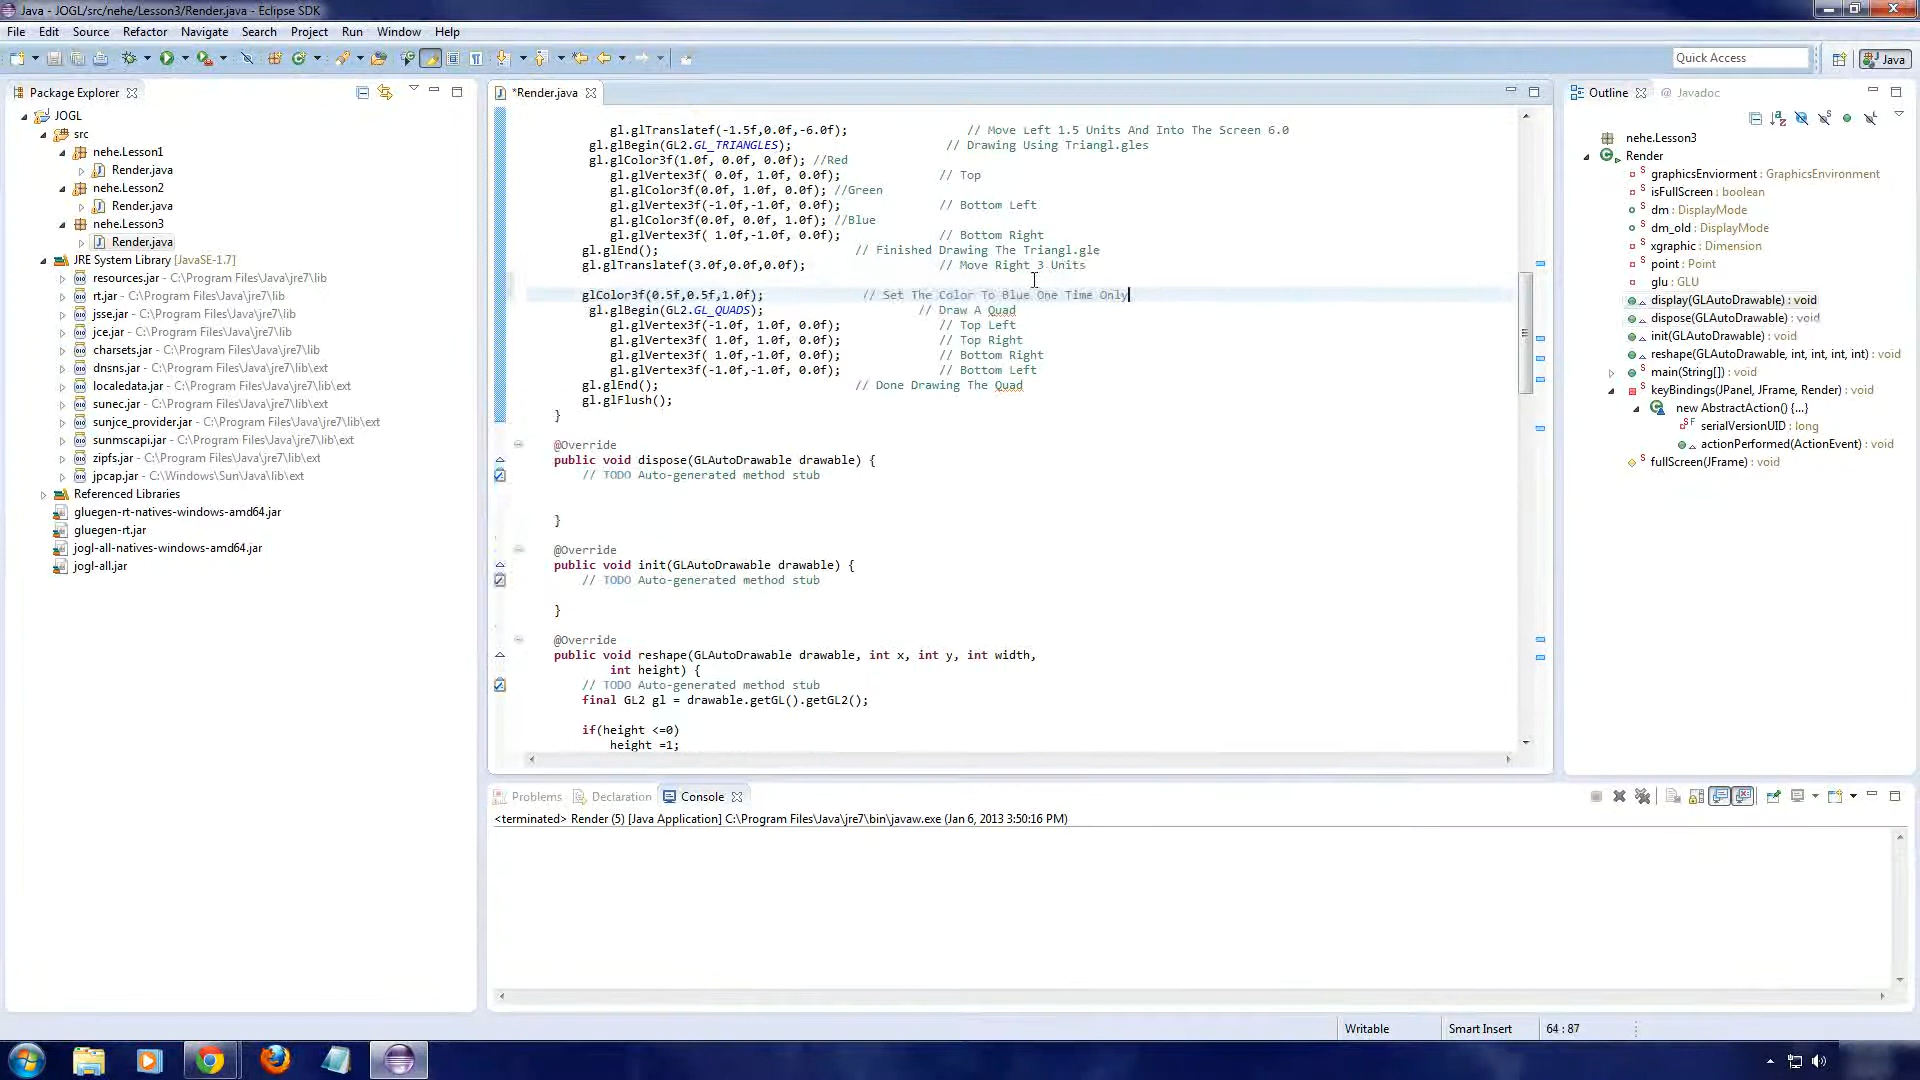 Java - JOGL/src/nehe/Lesson3/Render.java - Eclipse SDK
File Edit Source Refactor Navigate Search Project Run Window Help
Quick Access
Java
Package Explorer
JOGL
src
nehe.Lesson1
Render.java
nehe.Lesson2
Render.java
nehe.Lesson3
Render.java
JRE System Library [JavaSE-1.7]
resources.jar - C:\Program Files\Java\jre7\lib
rt.jar - C:\Program Files\Java\jre7\lib
jsse.jar - C:\Program Files\Java\jre7\lib
jce.jar - C:\Program Files\Java\jre7\lib
charsets.jar - C:\Program Files\Java\jre7\lib
dnsns.jar - C:\Program Files\Java\jre7\lib\ext
localedata.jar - C:\Program Files\Java\jre7\lib\ext
sunec.jar - C:\Program Files\Java\jre7\lib\ext
sunjce_provider.jar - C:\Program Files\Java\jre7\lib\ext
sunmscapi.jar - C:\Program Files\Java\jre7\lib\ext
zipfs.jar - C:\Program Files\Java\jre7\lib\ext
jpcap.jar - C:\Windows\Sun\Java\lib\ext
Referenced Libraries
gluegen-rt-natives-windows-amd64.jar
gluegen-rt.jar
jogl-all-natives-windows-amd64.jar
jogl-all.jar
*Render.java
gl.glTranslatef(-1.5f,0.0f,-6.0f); // Move Left 1.5 Units And Into The Screen 6.0
gl.glBegin(GL2.GL_TRIANGLES); // Drawing Using Triangl.gles
gl.glColor3f(1.0f, 0.0f, 0.0f); //Red
gl.glVertex3f( 0.0f, 1.0f, 0.0f); // Top
gl.glColor3f(0.0f, 1.0f, 0.0f); //Green
gl.glVertex3f(-1.0f,-1.0f, 0.0f); // Bottom Left
gl.glColor3f(0.0f, 0.0f, 1.0f); //Blue
gl.glVertex3f( 1.0f,-1.0f, 0.0f); // Bottom Right
gl.glEnd(); // Finished Drawing The Triangl.gle
gl.glTranslatef(3.0f,0.0f,0.0f); // Move Right 3 Units
glColor3f(0.5f,0.5f,1.0f); // Set The Color To Blue One Time Only
gl.glBegin(GL2.GL_QUADS); // Draw A Quad
gl.glVertex3f(-1.0f, 1.0f, 0.0f); // Top Left
gl.glVertex3f( 1.0f, 1.0f, 0.0f); // Top Right
gl.glVertex3f( 1.0f,-1.0f, 0.0f); // Bottom Right
gl.glVertex3f(-1.0f,-1.0f, 0.0f); // Bottom Left
gl.glEnd(); // Done Drawing The Quad
gl.glFlush();
}
@Override
public void dispose(GLAutoDrawable drawable) {
// TODO Auto-generated method stub
}
@Override
public void init(GLAutoDrawable drawable) {
// TODO Auto-generated method stub
}
@Override
public void reshape(GLAutoDrawable drawable, int x, int y, int width,
int height) {
// TODO Auto-generated method stub
final GL2 gl = drawable.getGL().getGL2();
if(height <=0)
height =1;
Outline @ Javadoc
nehe.Lesson3
Render
graphicsEnviorment : GraphicsEnvironment
isFullScreen : boolean
dm : DisplayMode
dm_old : DisplayMode
xgraphic : Dimension
point : Point
glu : GLU
display(GLAutoDrawable) : void
dispose(GLAutoDrawable) : void
init(GLAutoDrawable) : void
reshape(GLAutoDrawable, int, int, int, int) : void
main(String[]) : void
keyBindings(JPanel, JFrame, Render) : void
new AbstractAction() {...}
serialVersionUID : long
actionPerformed(ActionEvent) : void
fullScreen(JFrame) : void
Problems Declaration Console
<terminated> Render (5) [Java Application] C:\Program Files\Java\jre7\bin\javaw.exe (Jan 6, 2013 3:50:16 PM)
Writable Smart Insert 64 : 87